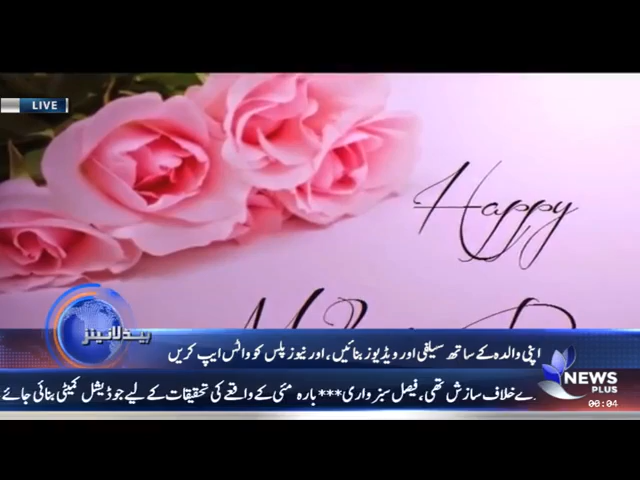 LIVE
Happy
ہیڈلائینز
اپنی والدہ کے ساتھ سیلفی اور ویڈیوز بنائیں، اور نیوز پلس کو واٹس ایپ کریں
ے خلاف سازش تھی، فیصل سبزواری***بارہ مئی کے واقعے کی تحقیقات کے لیے جوڈیشل کمیٹی بنائی جائے
NEWS
PLUS
00:04